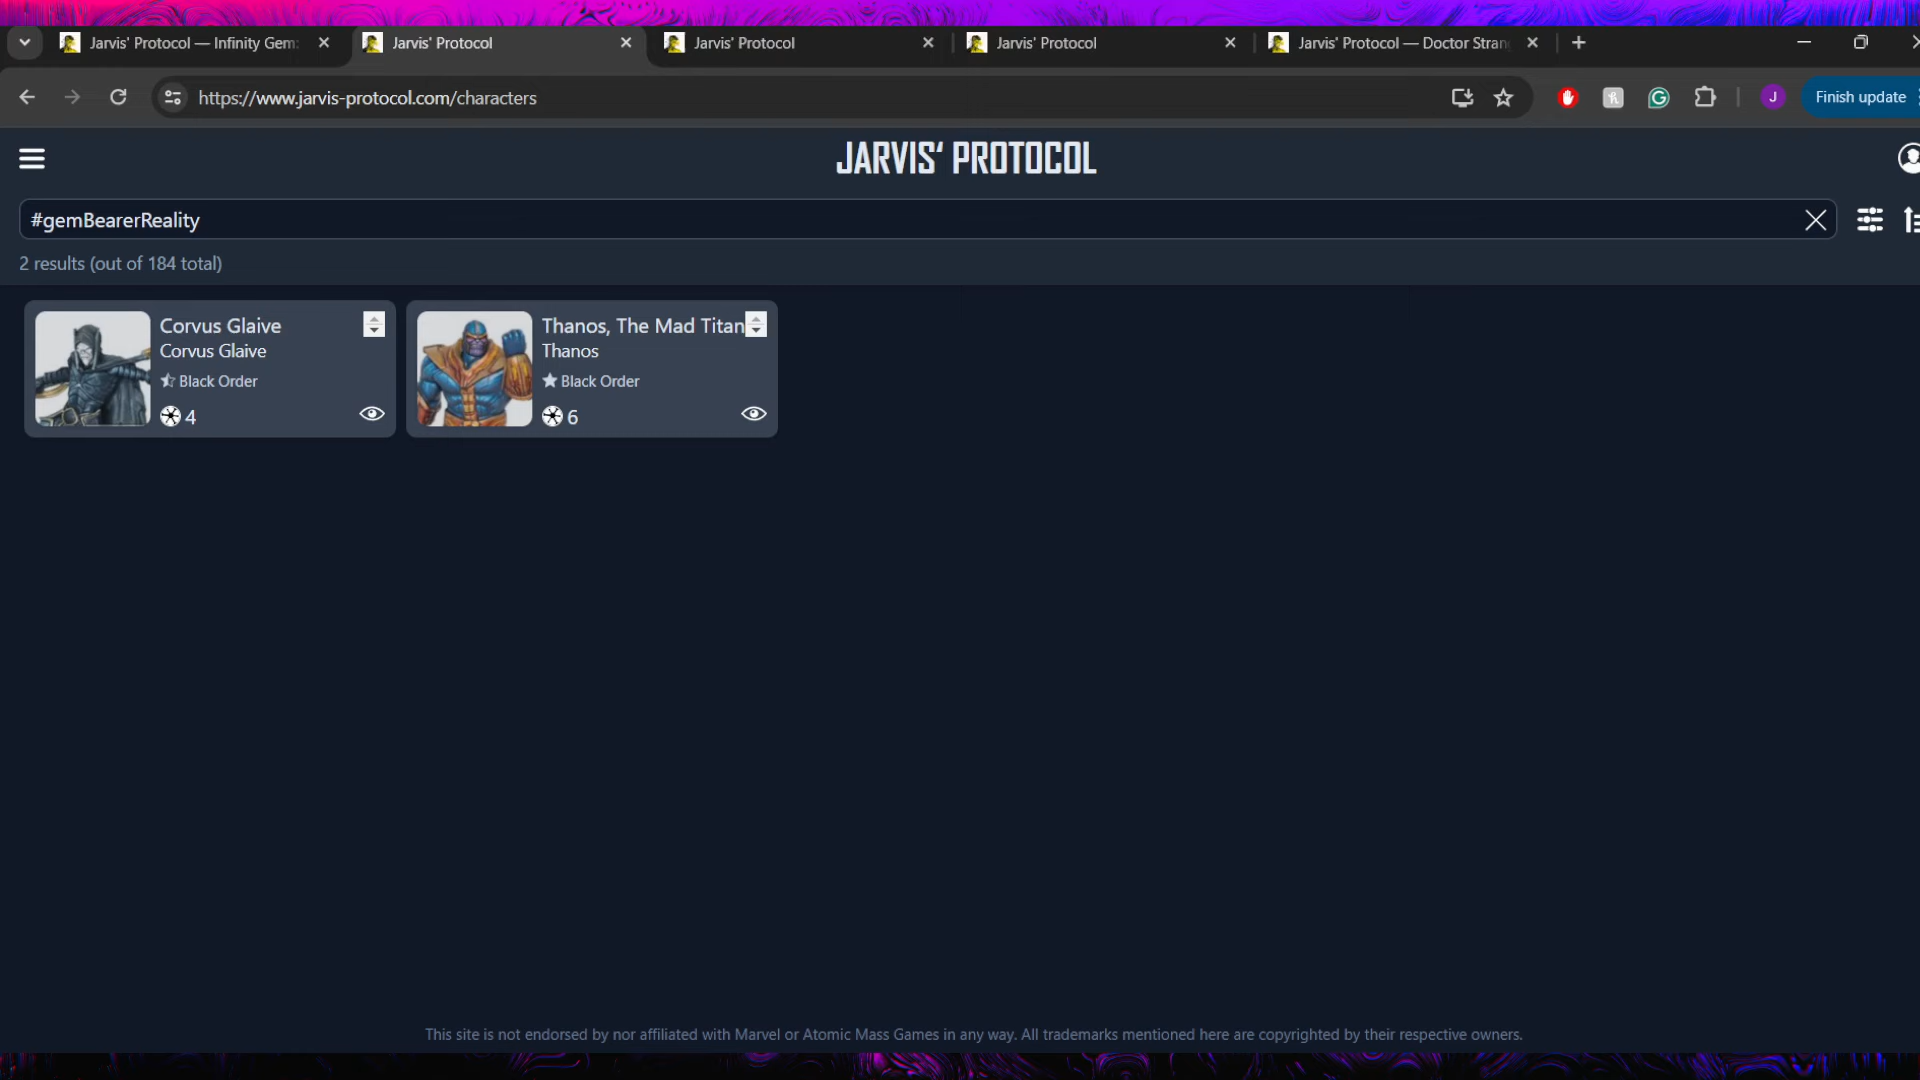 Jarvis' Protocol — Infinity Gem:
Jarvis' Protocol
Jarvis' Protocol
Jarvis' Protocol
Jarvis' Protocol — Doctor Stran
https://www.jarvis-protocol.com/characters
J
Finish update
JARVIS' PROTOCOL
#gemBearerReality
2 results (out of 184 total)
Corvus Glaive
Corvus Glaive
Black Order
4
Thanos, The Mad Titan
Thanos
Black Order
6
This site is not endorsed by nor affiliated with Marvel or Atomic Mass Games in any way. All trademarks mentioned here are copyrighted by their respective owners.